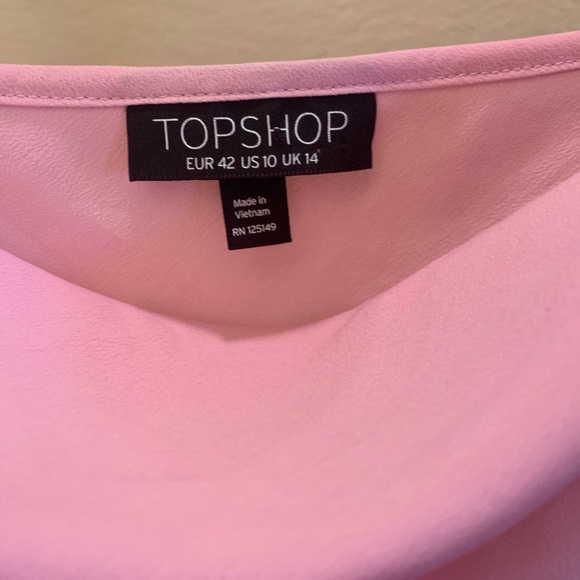 TOPSHOP
EUR 42 US 10 UK 14
Made in
Vietnam
RN 125149